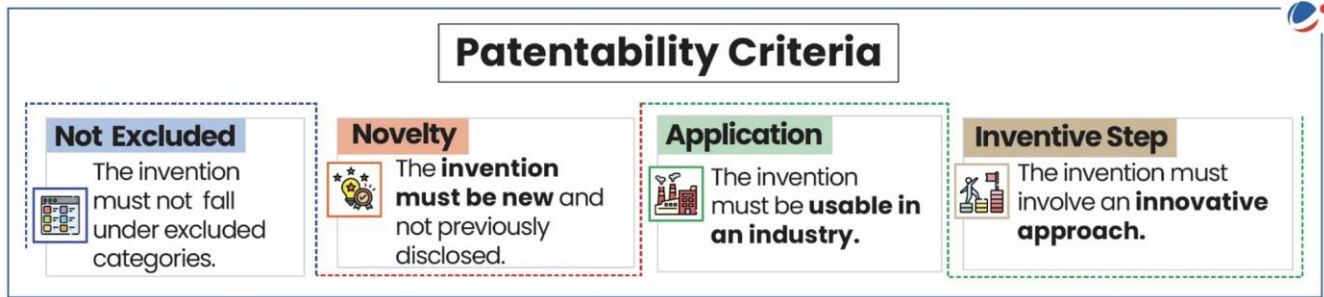 Patentability Criteria
Not Excluded
The invention
must not fall
under excluded
categories.
Novelty
The invention
must be new and
not previously
disclosed.
Application
The invention
must be usable in
an industry.
Inventive Step
The invention must
involve an innovative
approach.